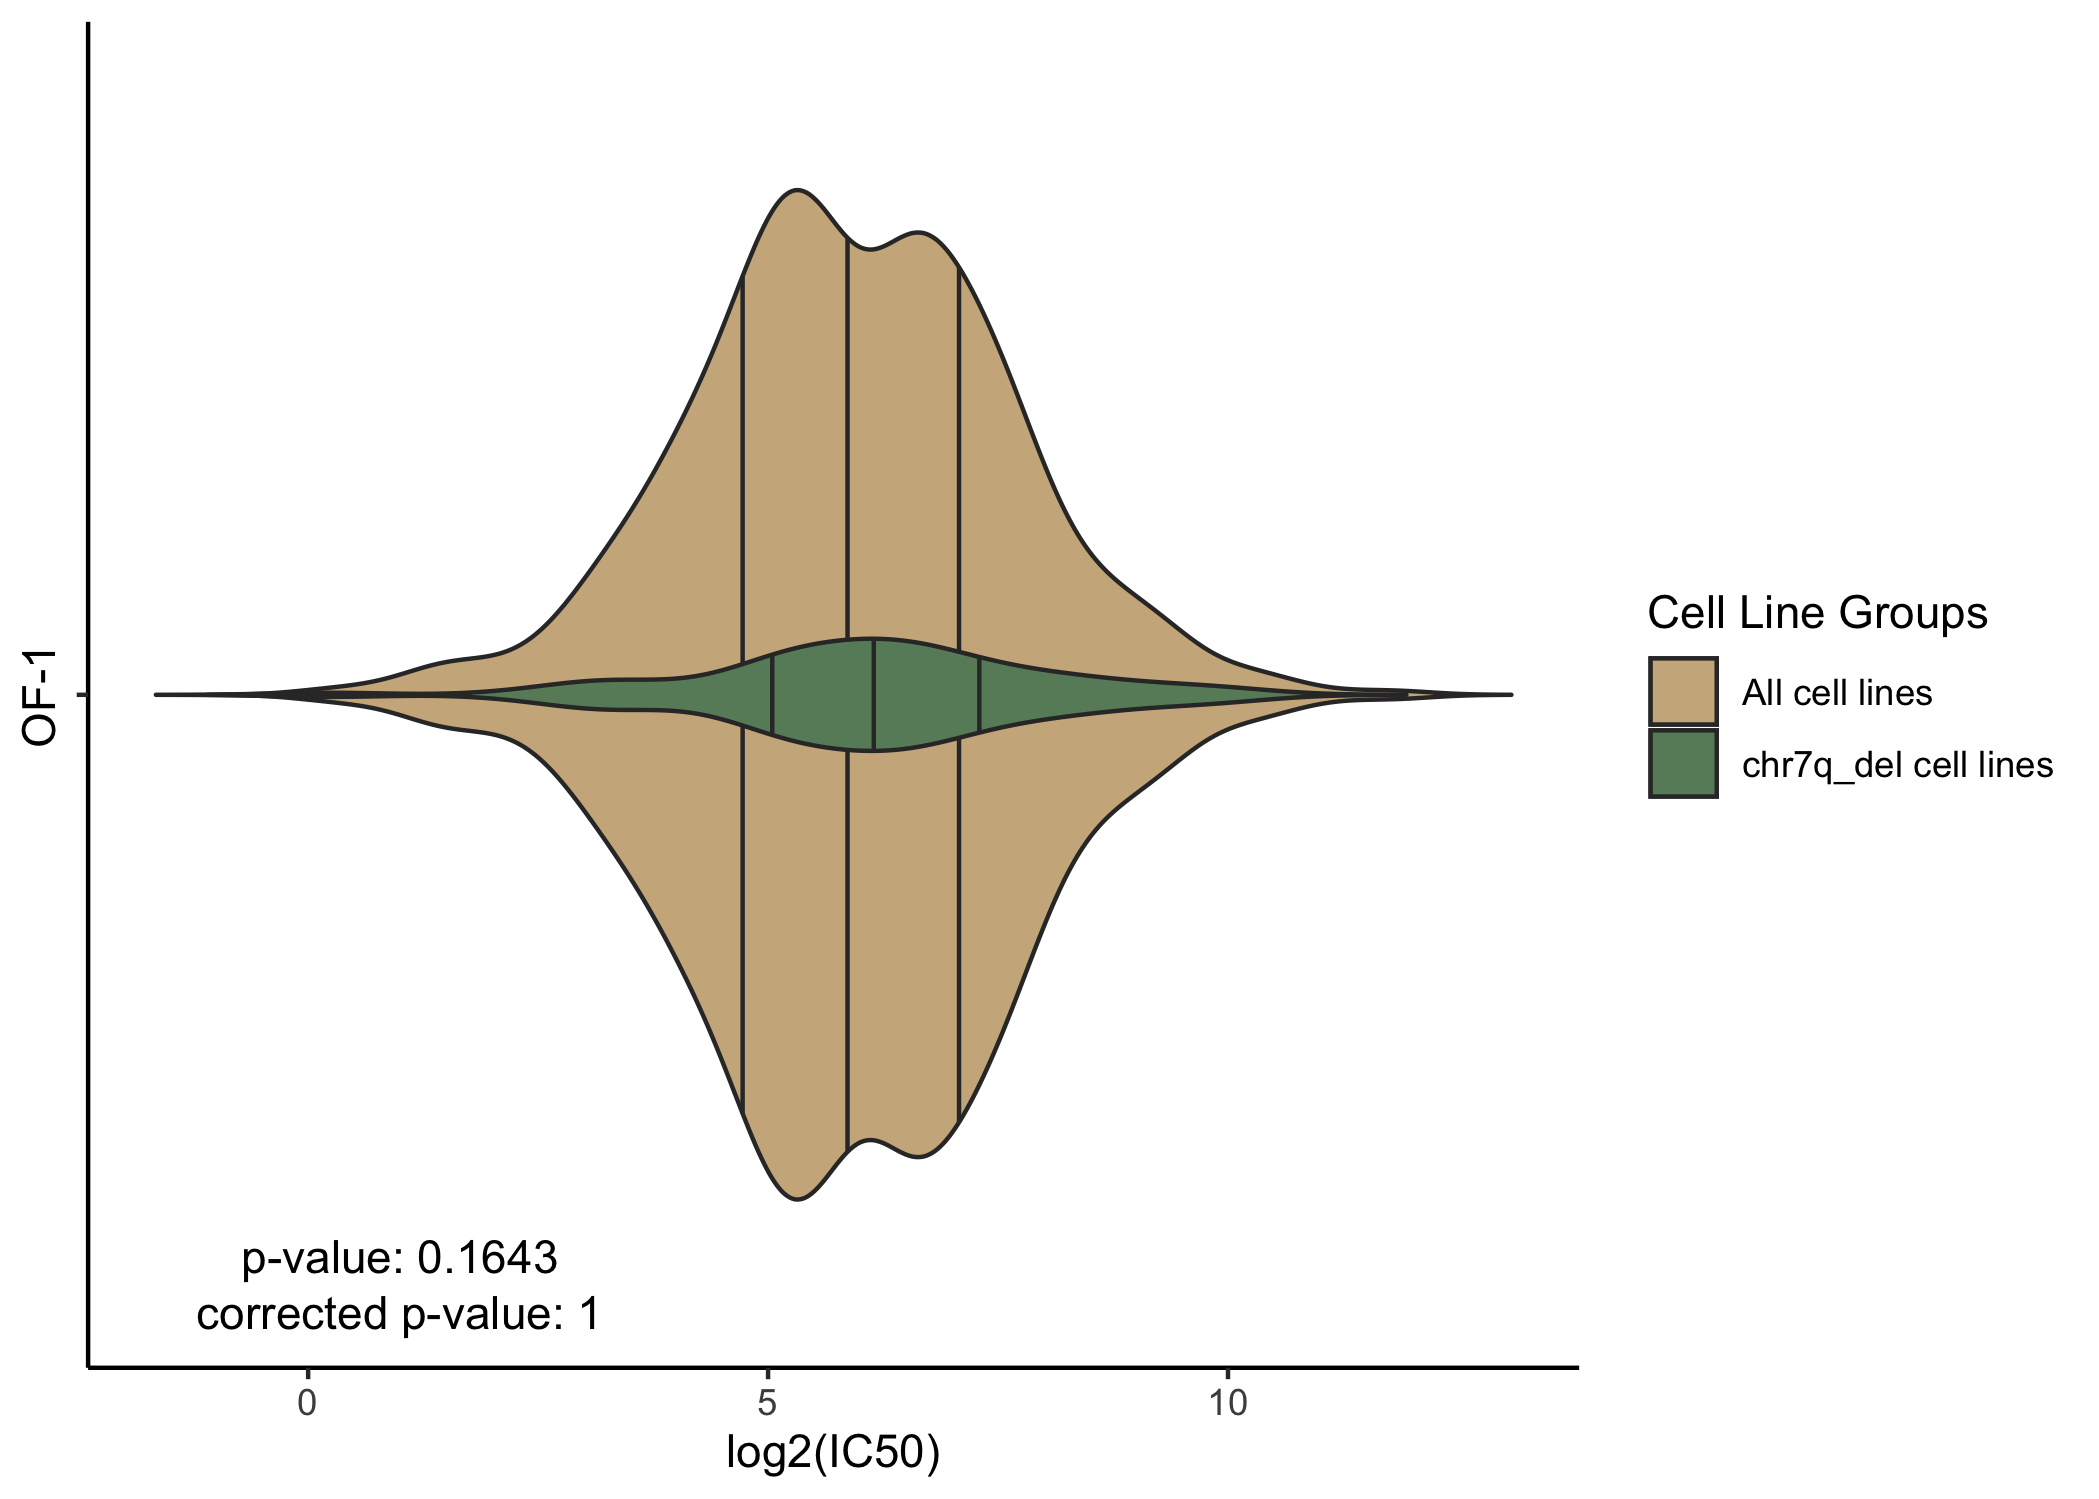 OF-1
Cell Line Groups
All cell lines
chr7q_del cell lines
p-value: 0.1643
corrected p-value: 1
0 5 10
log2(IC50)